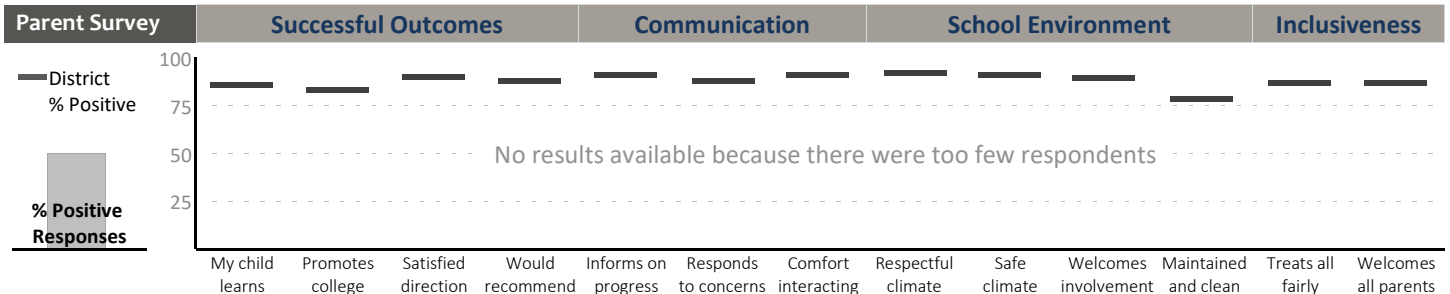 Parent Survey Successful Outcomes Communication School Environment Inclusiveness
District
% Positive
% Positive
Responses
100
75
50
25
No results available because there were too few respondents
My child
learns
Promotes
college
Satisfied
direction
Would
recommend
Informs on
progress
Responds
to concerns
Comfort
interacting
Respectful
climate
Safe
climate
Welcomes
involvement
Maintained
and clean
Treats all
fairly
Welcomes
all parents